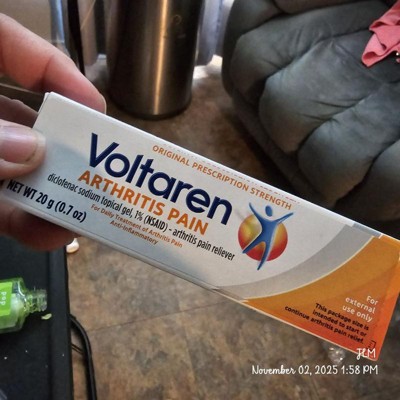 ORIGINAL PRESCRIPTION STRENGTH
Voltaren
ARTHRITIS PAIN
diclofenac sodium topical gel, 1% (NSAID) - arthritis pain reliever
For Daily Treatment of Arthritis Pain
Anti-inflammatory
NET WT 20 g (0.7 oz)
For
external
use only
This package size is
intended to start or
continue arthritis pain relief.
JLM
November 02, 2025 1:58 PM